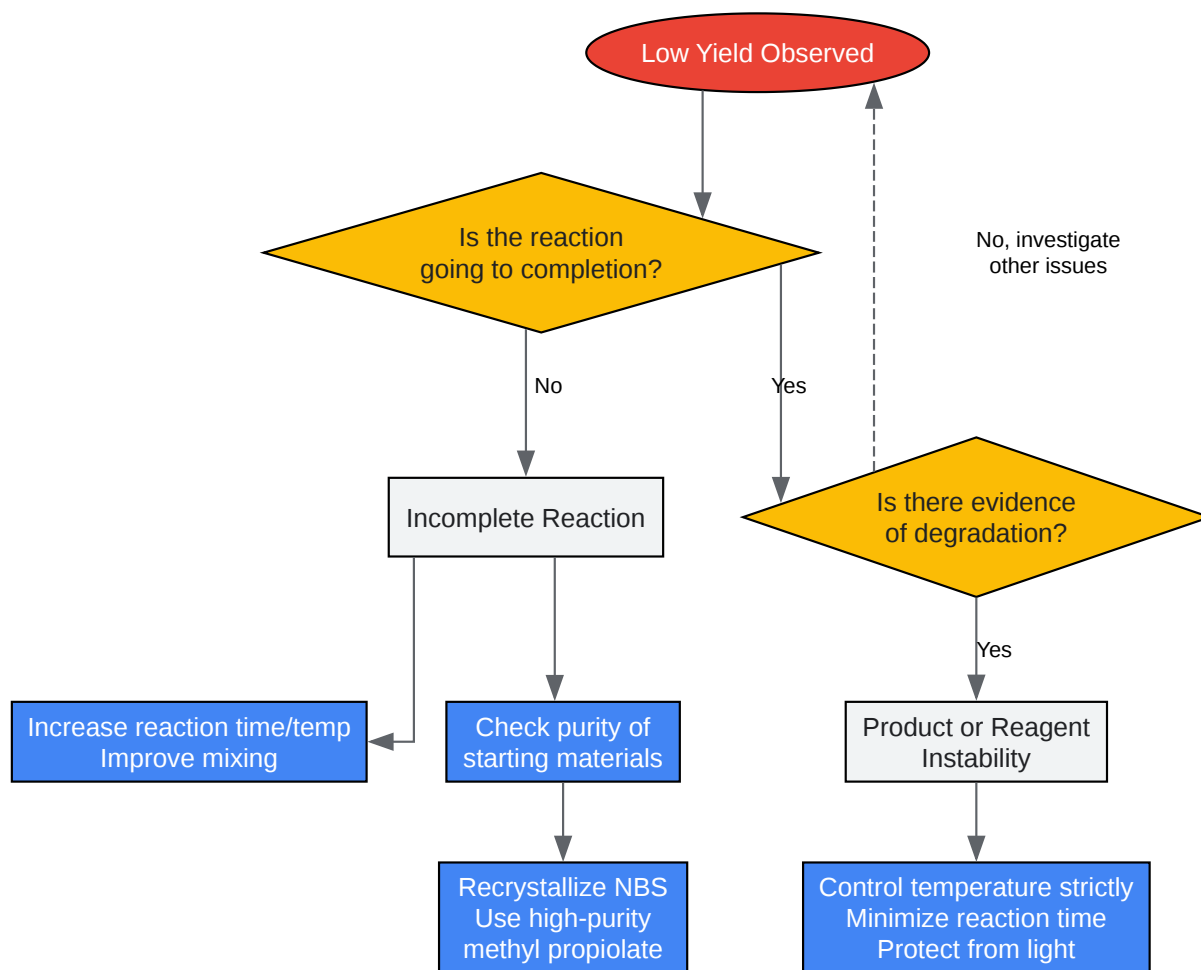 Low Yield Observed
Is the reaction
going to completion?
No, investigate
other issues
No
Yes
Incomplete Reaction
Is there evidence
of degradation?
Yes
Increase reaction time/temp
Improve mixing
Check purity of
starting materials
Product or Reagent
Instability
Recrystallize NBS
Use high-purity
methyl propiolate
Control temperature strictly
Minimize reaction time
Protect from light